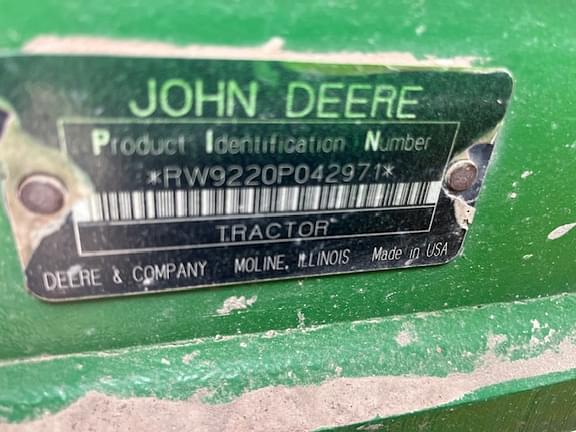 JOHN DEERE
Product Identification Number
*RW9220P042971*
TRACTOR
DEERE & COMPANY MOLINE, ILLINOIS Made in USA